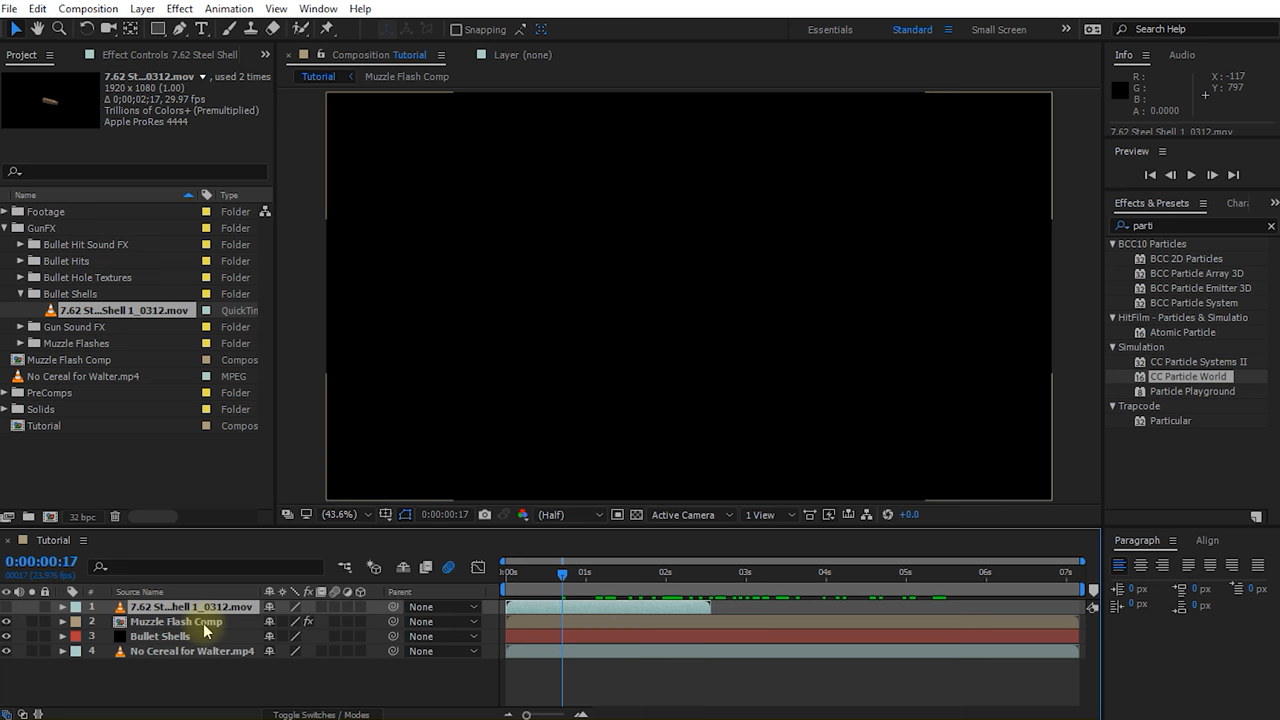 File Edit Composition Layer Effect Animation View Window Help
Snapping Essentials Standard Small Screen Search Help
Project Effect Controls 7.62 Steel Shell
Composition Tutorial Layer (none)
Info Audio
7.62 St...0312.mov, used 2 times
1920 x 1080 (1.00)
Δ 0;00;02;17, 29.97 fps
Trillions of Colors+ (Premultiplied)
Apple ProRes 4444
Tutorial Muzzle Flash Comp
R:
G:
B:
A: 0.0000
X: -117
Y: 797
7.62 Steel Shell 1_0312.mov
Preview
Effects & Presets Chara
parti
BCC10 Particles
BCC 2D Particles
BCC Particle Array 3D
BCC Particle Emitter 3D
BCC Particle System
HitFilm - Particles & Simulatio
Atomic Particle
Simulation
CC Particle Systems II
CC Particle World
Particle Playground
Trapcode
Particular
Name Type
Footage Folder
GunFX Folder
Bullet Hit Sound FX Folder
Bullet Hits Folder
Bullet Hole Textures Folder
Bullet Shells Folder
7.62 St...Shell 1_0312.mov QuickTin
Gun Sound FX Folder
Muzzle Flashes Folder
Muzzle Flash Comp Compos
No Cereal for Walter.mp4 MPEG
PreComps Folder
Solids Folder
Tutorial Compos
32 bpc
(43.6%) 0:00:00:17 (Half) Active Camera 1 View +0.0
Tutorial
0:00:00:17
00017 (23.976 fps)
:00s 01s 02s 03s 04s 05s 06s 07s
# Source Name fx Parent
1 7.62 St...hell 1_0312.mov None
2 Muzzle Flash Comp fx None
3 Bullet Shells None
4 No Cereal for Walter.mp4 None
Toggle Switches / Modes
Paragraph Align
0 px 0 px 0 px
0 px 0 px